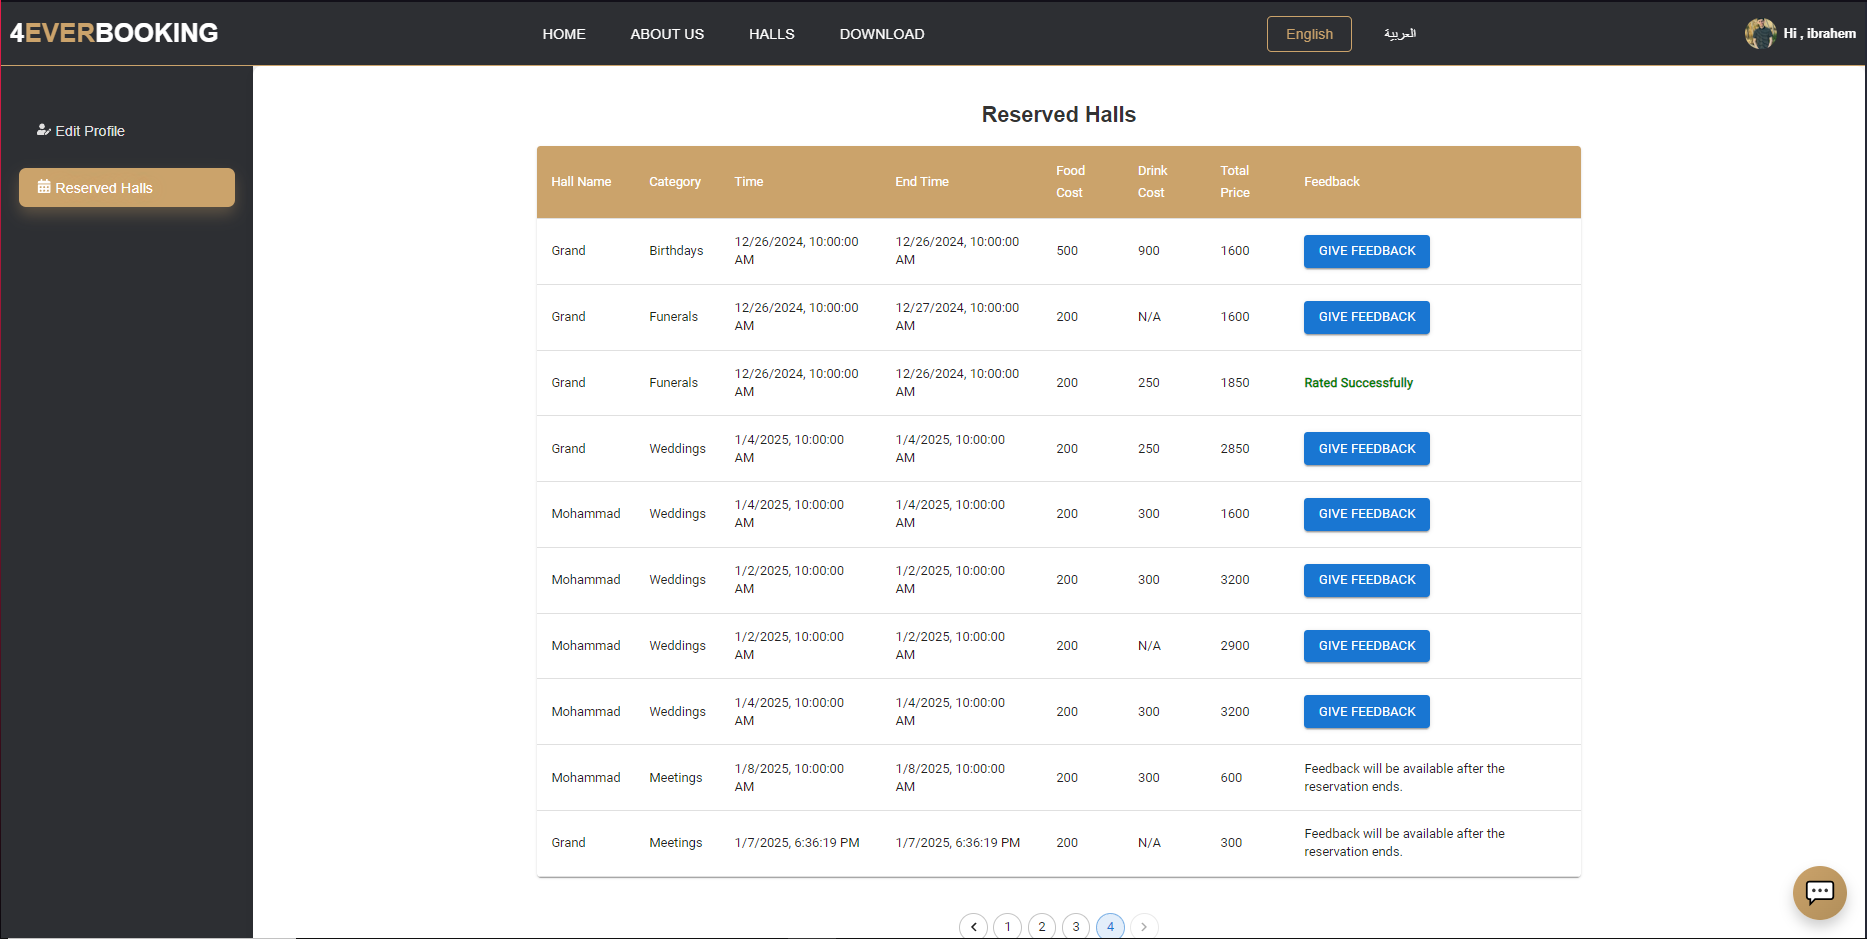 4EVERBOOKING
HOME ABOUT US HALLS DOWNLOAD
English العربية
Hi , ibrahem
Edit Profile
Reserved Halls
Reserved Halls
Hall Name Category Time End Time Food Cost Drink Cost Total Price Feedback
Grand Birthdays 12/26/2024, 10:00:00 AM 12/26/2024, 10:00:00 AM 500 900 1600 GIVE FEEDBACK
Grand Funerals 12/26/2024, 10:00:00 AM 12/27/2024, 10:00:00 AM 200 N/A 1600 GIVE FEEDBACK
Grand Funerals 12/26/2024, 10:00:00 AM 12/26/2024, 10:00:00 AM 200 250 1850 Rated Successfully
Grand Weddings 1/4/2025, 10:00:00 AM 1/4/2025, 10:00:00 AM 200 250 2850 GIVE FEEDBACK
Mohammad Weddings 1/4/2025, 10:00:00 AM 1/4/2025, 10:00:00 AM 200 300 1600 GIVE FEEDBACK
Mohammad Weddings 1/2/2025, 10:00:00 AM 1/2/2025, 10:00:00 AM 200 300 3200 GIVE FEEDBACK
Mohammad Weddings 1/2/2025, 10:00:00 AM 1/2/2025, 10:00:00 AM 200 N/A 2900 GIVE FEEDBACK
Mohammad Weddings 1/4/2025, 10:00:00 AM 1/4/2025, 10:00:00 AM 200 300 3200 GIVE FEEDBACK
Mohammad Meetings 1/8/2025, 10:00:00 AM 1/8/2025, 10:00:00 AM 200 300 600 Feedback will be available after the reservation ends.
Grand Meetings 1/7/2025, 6:36:19 PM 1/7/2025, 6:36:19 PM 200 N/A 300 Feedback will be available after the reservation ends.
1 2 3 4